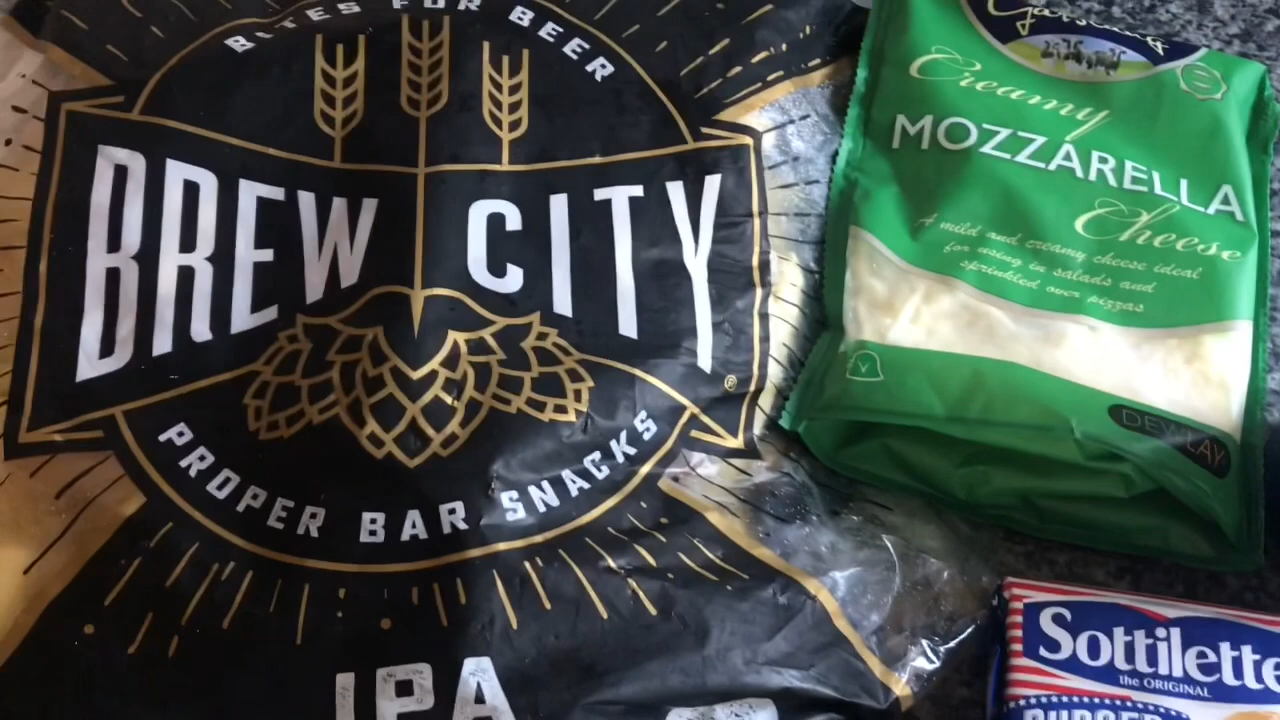 BITES FOR BEER
BREW CITY
®
PROPER BAR SNACKS
IPA
Creamy
MOZZARELLA
Cheese
A mild and creamy cheese ideal
for using in salads and
sprinkled over pizzas
V
DEWLAY
Sottilette
the ORIGINAL